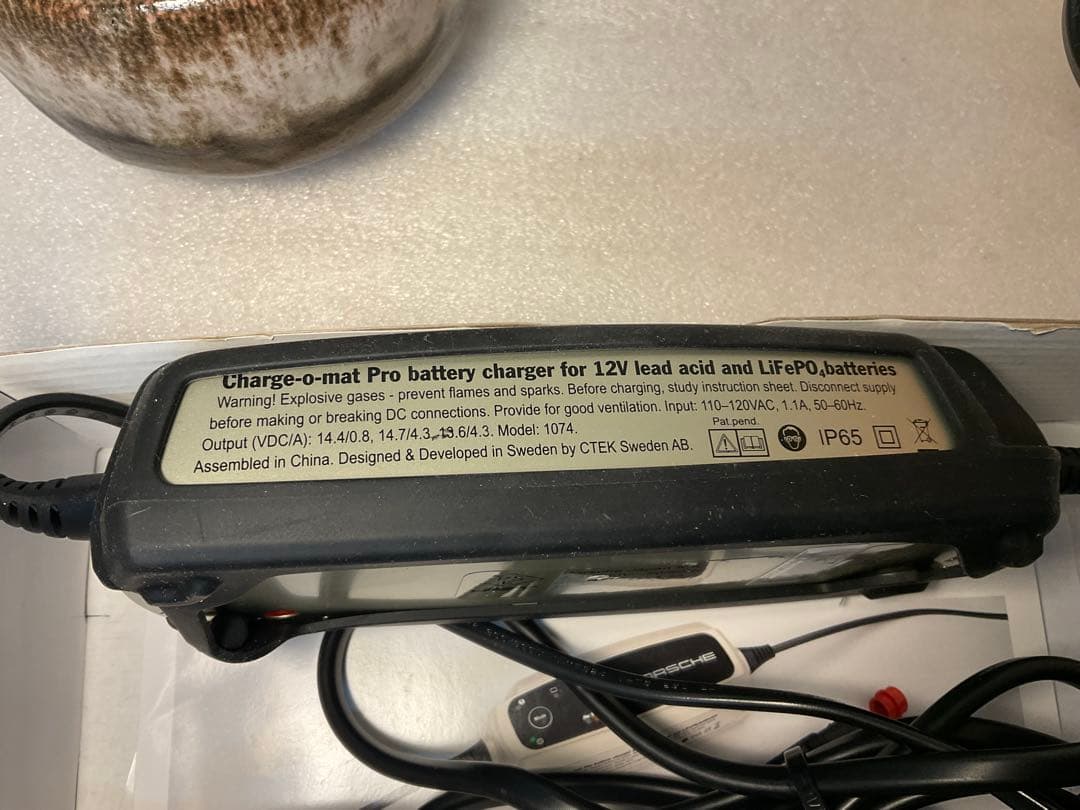 Charge-o-mat Pro battery charger for 12V lead acid and LiFePO₄batteries
Warning! Explosive gases - prevent flames and sparks. Before charging, study instruction sheet. Disconnect supply
before making or breaking DC connections. Provide for good ventilation. Input: 110–120VAC, 1.1A, 50–60Hz.
Output (VDC/A): 14.4/0.8, 14.7/4.3, 13.6/4.3. Model: 1074.
Pat.pend.
Assembled in China. Designed & Developed in Sweden by CTEK Sweden AB.
IP65